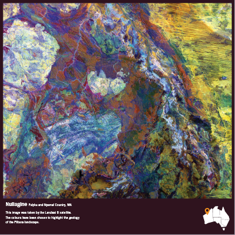 Nullagine Palyku and Nyamal Country, WA
This image was taken by the Landsat 8 satellite.
The colours have been chosen to highlight the geology
of the Pilbara landscape.